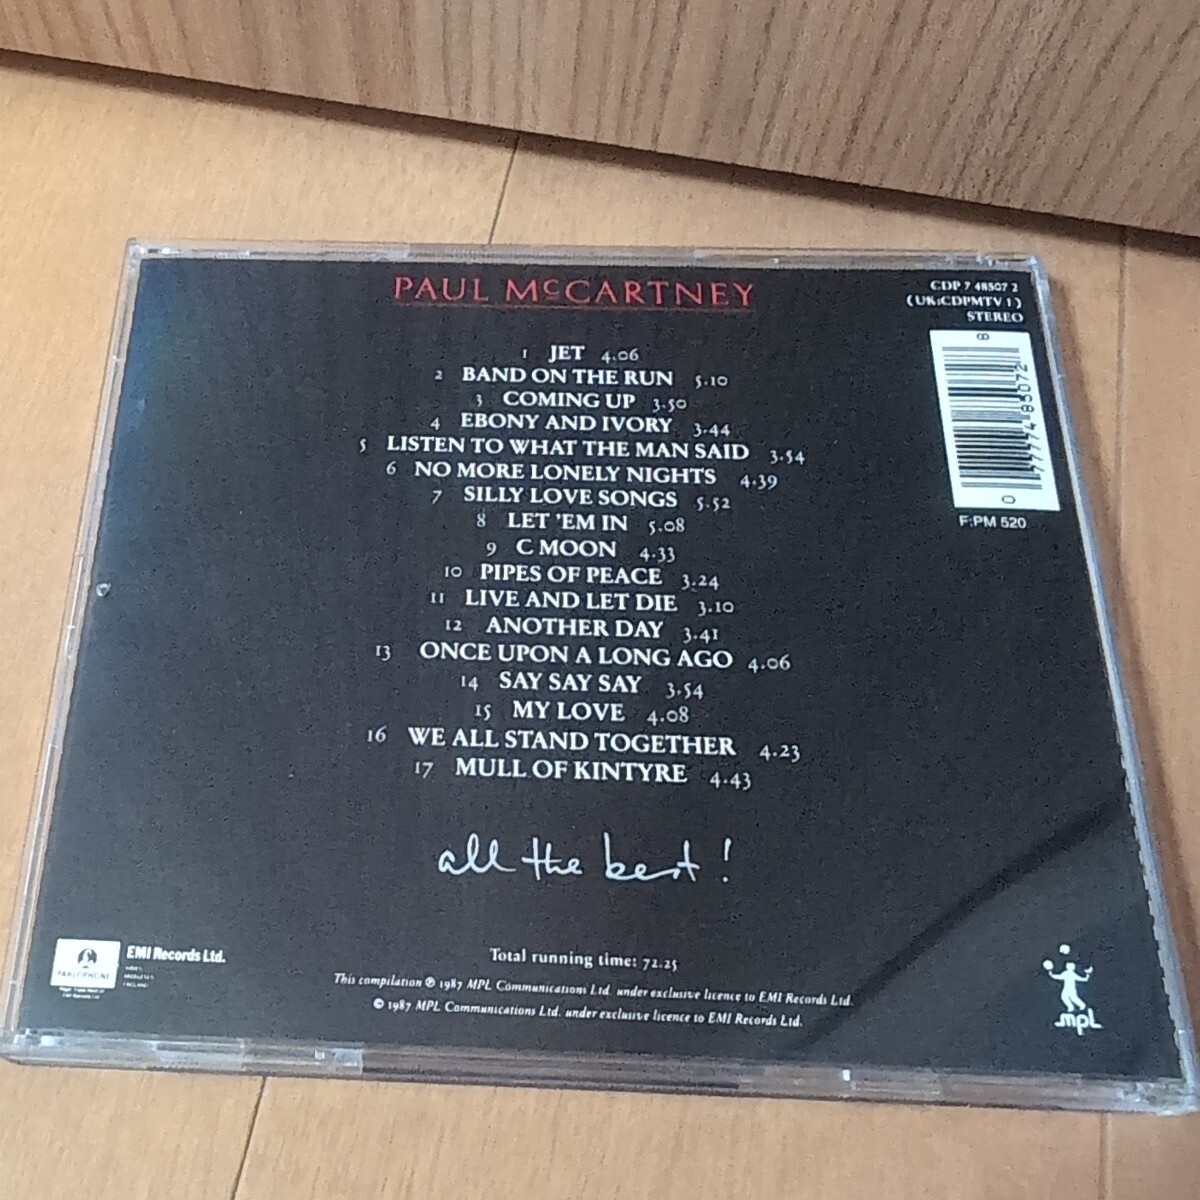 PAUL McCARTNEY
CDP 7 48507 2
(UK:CDPMTV 1)
STEREO
1 JET 4.06
2 BAND ON THE RUN 5.10
3 COMING UP 3.50
4 EBONY AND IVORY 3.44
5 LISTEN TO WHAT THE MAN SAID 3.54
6 NO MORE LONELY NIGHTS 4.39
7 SILLY LOVE SONGS 5.52
8 LET 'EM IN 5.08
9 C MOON 4.33
10 PIPES OF PEACE 3.24
11 LIVE AND LET DIE 3.10
12 ANOTHER DAY 3.41
13 ONCE UPON A LONG AGO 4.06
14 SAY SAY SAY 3.54
15 MY LOVE 4.08
16 WE ALL STAND TOGETHER 4.23
17 MULL OF KINTYRE 4.43
0 77774 85072 8
F:PM 520
all the best!
PARLOPHONE
EMI Records Ltd.
Total running time: 72.25
This compilation ℗ 1987 MPL Communications Ltd. under exclusive licence to EMI Records Ltd.
© 1987 MPL Communications Ltd. under exclusive licence to EMI Records Ltd.
mpL